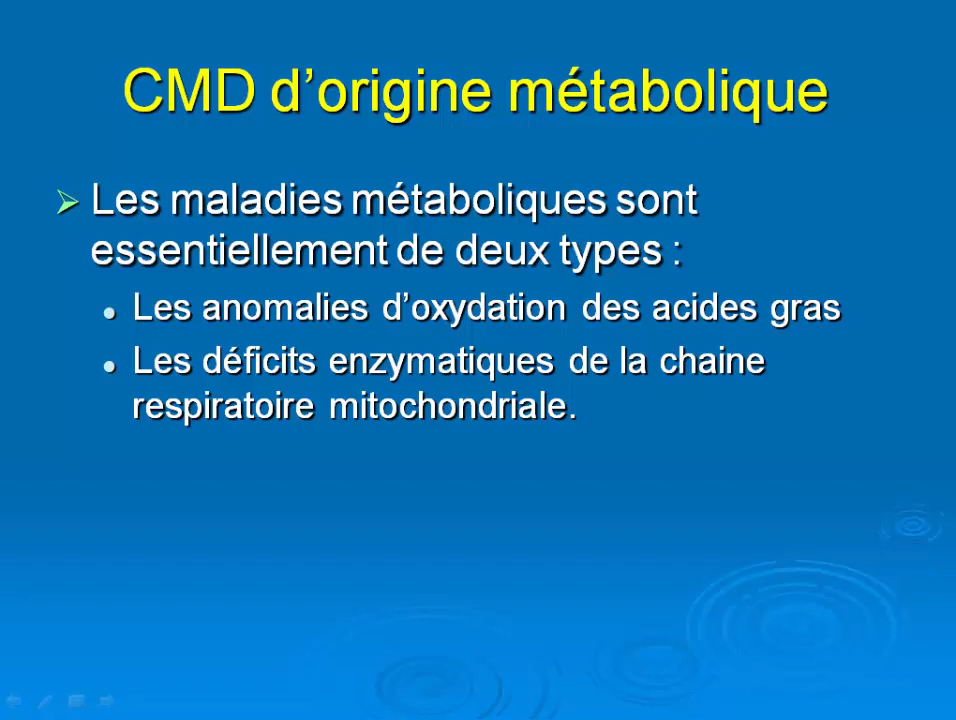 CMD d’origine métabolique
Les maladies métaboliques sont
essentiellement de deux types :
Les anomalies d’oxydation des acides gras
Les déficits enzymatiques de la chaine
respiratoire mitochondriale.